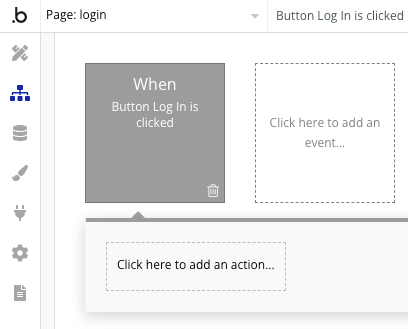 .b
Page: login
Button Log In is clicked
When
Button Log In is
clicked
Click here to add an
event...
Click here to add an action...